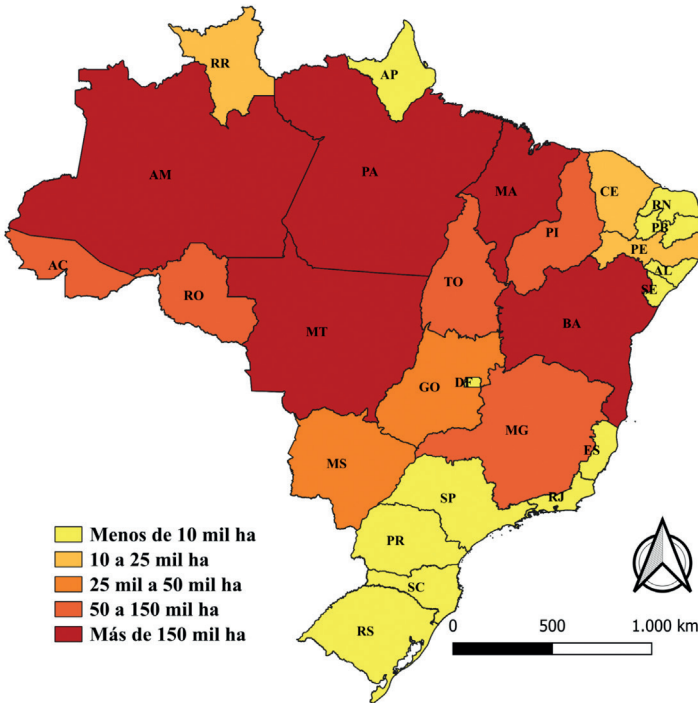 RR
AP
AM
PA
MA
CE
RN
PB
PE
AL
SE
PI
AC
RO
TO
MT
BA
GO
DF
MG
ES
MS
SP
RJ
PR
SC
RS
Menos de 10 mil ha
10 a 25 mil ha
25 mil a 50 mil ha
50 a 150 mil ha
Más de 150 mil ha
0 500 1.000 km